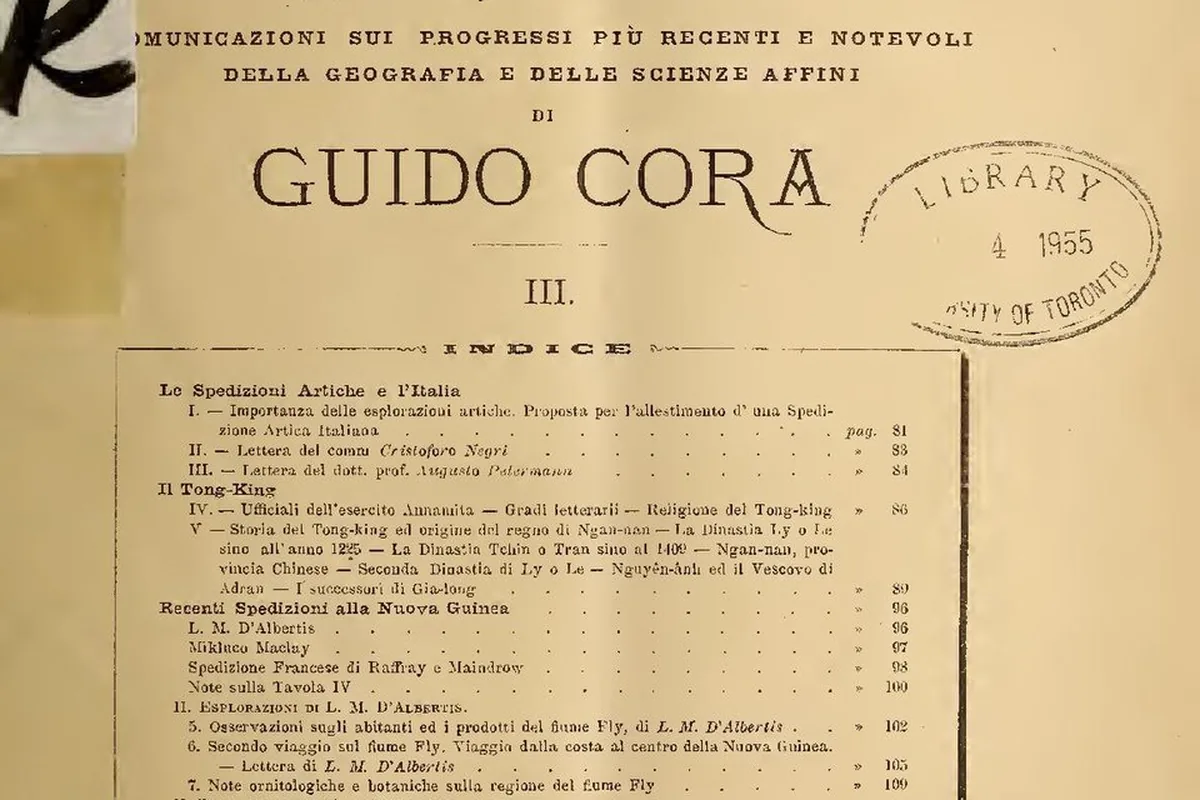 OMUNICAZIONI SUI PROGRESSI PIÙ RECENTI E NOTEVOLI
DELLA GEOGRAFIA E DELLE SCIENZE AFFINI
DI
GUIDO CORA
LIBRARY
4 1955
RSITY OF TORONTO
III.
INDICE
Le Spedizioni Artiche e l'Italia
I. — Importanza delle esplorazioni artiche. Proposta per l'allestimento d' una Spedi-
zione Artica Italiana . . . . . . . . . . . . pag. 81
II. — Lettera del comm Cristoforo Negri . . . . . . . . . » 83
III. — Lettera del dott. prof. Augusto Petermann . . . . . . . » 84
Il Tong-King
IV. — Ufficiali dell'esercito Annamita — Gradi letterarii — Religione del Tong-king » 86
V — Storia del Tong-king ed origine del regno di Ngan-nan — La Dinastia Ly o Le
sino all'anno 1225 — La Dinastia Tchin o Tran sino al 1409 — Ngan-nan, pro-
vincia Chinese — Seconda Dinastia di Ly o Le — Nguyên-ánh ed il Vescovo di
Adran — I successori di Gia-long . . . . . . . . . . » 89
Recenti Spedizioni alla Nuova Guinea . . . . . . . . . » 96
L. M. D'Albertis . . . . . . . . . . . . . . . » 96
Mikluco Maclay . . . . . . . . . . . . . . . » 97
Spedizione Francese di Raffray e Maindrow . . . . . . . . . » 98
Note sulla Tavola IV . . . . . . . . . . . . . . » 100
II. ESPLORAZIONI DI L. M. D'ALBERTIS.
5. Osservazioni sugli abitanti ed i prodotti del fiume Fly, di L. M. D'Albertis . . » 102
6. Secondo viaggio sul fiume Fly. Viaggio dalla costa al centro della Nuova Guinea.
— Lettera di L. M. D'Albertis . . . . . . . . . . . » 105
7. Note ornitologiche e botaniche sulla regione del fiume Fly . . . . . » 109